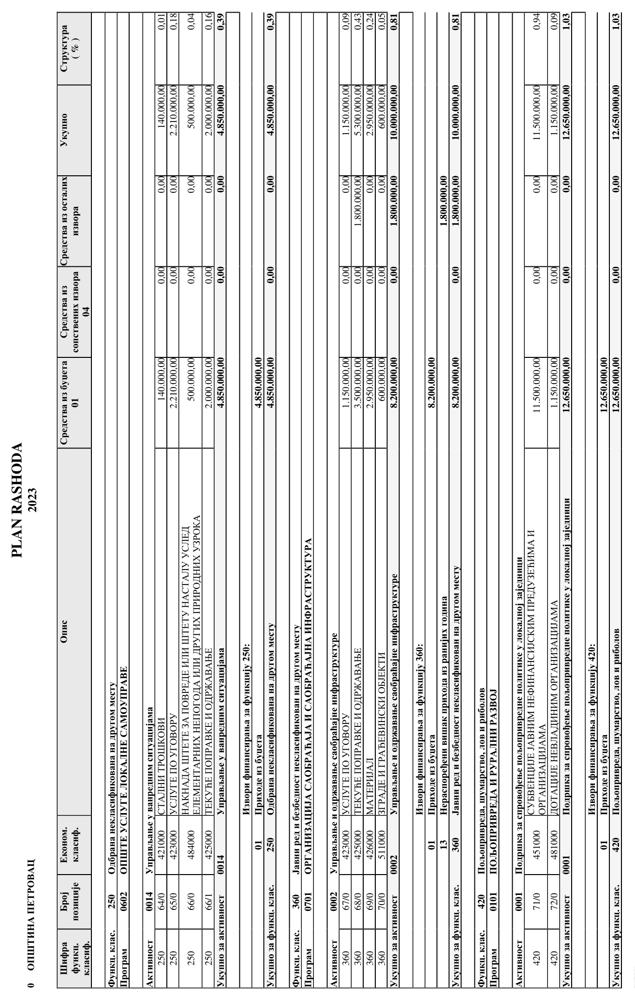 PLAN RASHODA
2023
0 ОПШТИНА ПЕТРОВАЦ
Шифра функц. класиф. Број позиције Економ. класиф. Опис Средства из буџета 01 Средства из сопствених извора 04 Средства из осталих извора Укупно Структура ( % )
Функц. клас. 250 Одбрана некласификована на другом месту
Програм 0602 ОПШТЕ УСЛУГЕ ЛОКАЛНЕ САМОУПРАВЕ
Активност 0014 Управљање у ванредним ситуацијама
250 64/0 421000 СТАЛНИ ТРОШКОВИ 140.000,00 0,00 0,00 140.000,00 0,01
250 65/0 423000 УСЛУГЕ ПО УГОВОРУ 2.210.000,00 0,00 0,00 2.210.000,00 0,18
250 66/0 484000 НАКНАДА ШТЕТЕ ЗА ПОВРЕДЕ ИЛИ ШТЕТУ НАСТАЛУ УСЛЕД 500.000,00 0,00 0,00 500.000,00 0,04
ЕЛЕМЕНТАРНИХ НЕПОГОДА ИЛИ ДРУГИХ ПРИРОДНИХ УЗРОКА
250 66/1 425000 ТЕКУЋЕ ПОПРАВКЕ И ОДРЖАВАЊЕ 2.000.000,00 0,00 0,00 2.000.000,00 0,16
Укупно за активност 0014 Управљање у ванредним ситуацијама 4.850.000,00 0,00 0,00 4.850.000,00 0,39
Извори финансирања за функцију 250:
01 Приходе из буџета 4.850.000,00
Укупно за функц. клас. 250 Одбрана некласификована на другом месту 4.850.000,00 0,00 0,00 4.850.000,00 0,39
Функц. клас. 360 Јавни ред и безбедност некласификован на другом месту
Програм 0701 ОРГАНИЗАЦИЈА САОБРАЋАЈА И САОБРАЋАЈНА ИНФРАСТРУКТУРА
Активност 0002 Управљање и одржавање саобраћајне инфраструктуре
360 67/0 423000 УСЛУГЕ ПО УГОВОРУ 1.150.000,00 0,00 0,00 1.150.000,00 0,09
360 68/0 425000 ТЕКУЋЕ ПОПРАВКЕ И ОДРЖАВАЊЕ 3.500.000,00 0,00 1.800.000,00 5.300.000,00 0,43
360 69/0 426000 МАТЕРИЈАЛ 2.950.000,00 0,00 0,00 2.950.000,00 0,24
360 70/0 511000 ЗГРАДЕ И ГРАЂЕВИНСКИ ОБЈЕКТИ 600.000,00 0,00 0,00 600.000,00 0,05
Укупно за активност 0002 Управљање и одржавање саобраћајне инфраструктуре 8.200.000,00 0,00 1.800.000,00 10.000.000,00 0,81
Извори финансирања за функцију 360:
01 Приходе из буџета 8.200.000,00
13 Нераспоређени вишак прихода из ранијих година 1.800.000,00
Укупно за функц. клас. 360 Јавни ред и безбедност некласификован на другом месту 8.200.000,00 0,00 1.800.000,00 10.000.000,00 0,81
Функц. клас. 420 Пољопривреда, шумарство, лов и риболов
Програм 0101 ПОЉОПРИВРЕДА И РУРАЛНИ РАЗВОЈ
Активност 0001 Подршка за спровођење пољопривредне политике у локалној заједници
420 71/0 451000 СУБВЕНЦИЈЕ ЈАВНИМ НЕФИНАНСИЈСКИМ ПРЕДУЗЕЋИМА И 11.500.000,00 0,00 0,00 11.500.000,00 0,94
ОРГАНИЗАЦИЈАМА
420 72/0 481000 ДОТАЦИЈЕ НЕВЛАДИНИМ ОРГАНИЗАЦИЈАМА 1.150.000,00 0,00 0,00 1.150.000,00 0,09
Укупно за активност 0001 Подршка за спровођење пољопривредне политике у локалној заједници 12.650.000,00 0,00 0,00 12.650.000,00 1,03
Извори финансирања за функцију 420:
01 Приходе из буџета 12.650.000,00
Укупно за функц. клас. 420 Пољопривреда, шумарство, лов и риболов 12.650.000,00 0,00 0,00 12.650.000,00 1,03